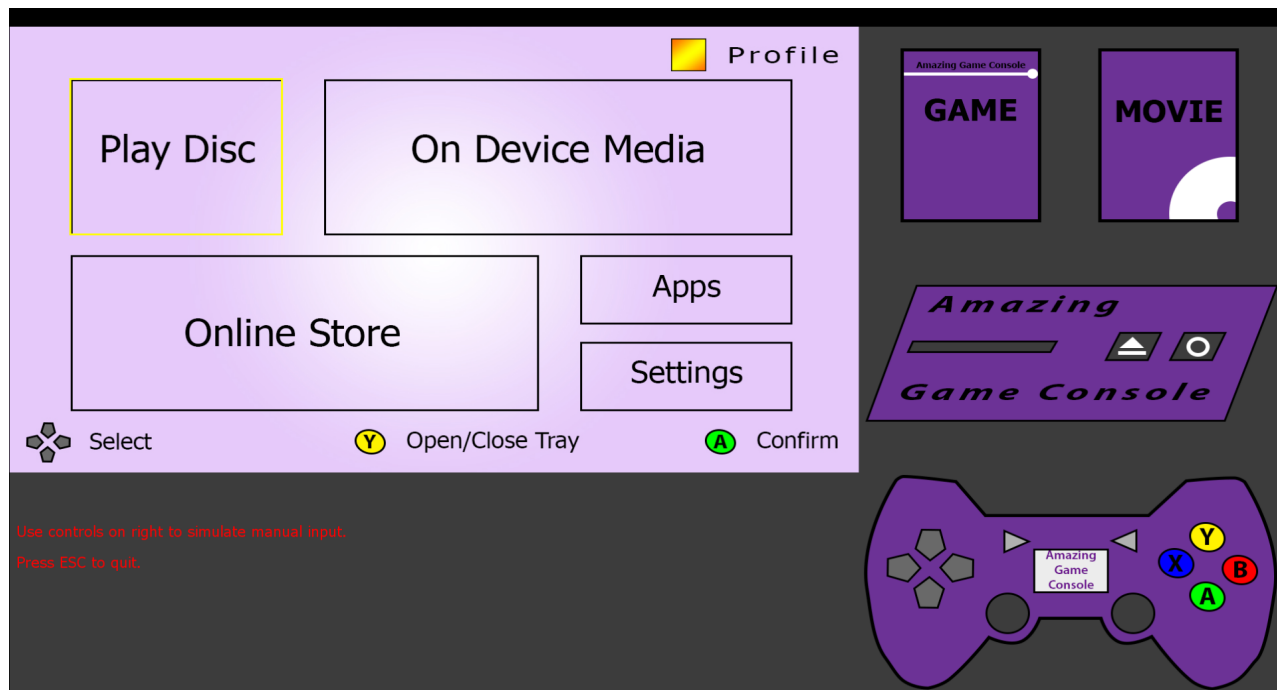 Profile
Play Disc
On Device Media
Online Store
Apps
Settings
Select
Y
Open/Close Tray
A
Confirm
Use controls on right to simulate manual input.
Press ESC to quit.
Amazing Game Console
GAME
MOVIE
Amazing
Game Console
Amazing
Game
Console
Y
X
B
A